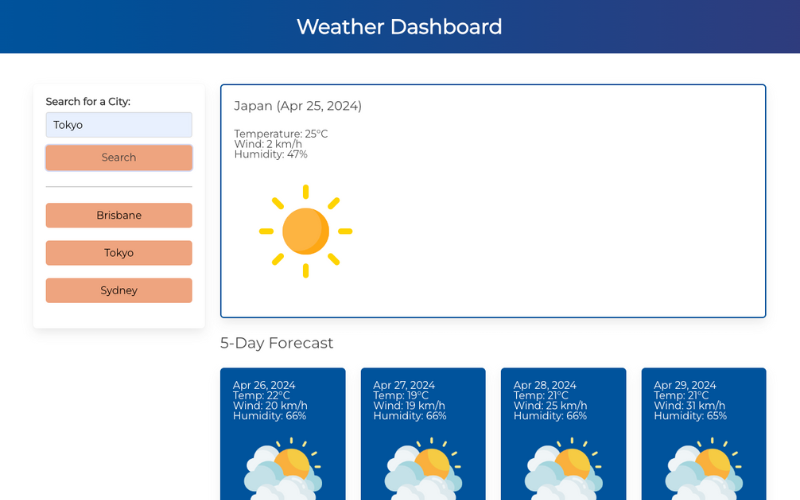 Weather Dashboard
Search for a City:
Tokyo
Search
Brisbane
Tokyo
Sydney
Japan (Apr 25, 2024)
Temperature: 25°C
Wind: 2 km/h
Humidity: 47%
5-Day Forecast
Apr 26, 2024
Temp: 22°C
Wind: 20 km/h
Humidity: 66%
Apr 27, 2024
Temp: 19°C
Wind: 19 km/h
Humidity: 66%
Apr 28, 2024
Temp: 21°C
Wind: 25 km/h
Humidity: 66%
Apr 29, 2024
Temp: 21°C
Wind: 31 km/h
Humidity: 65%